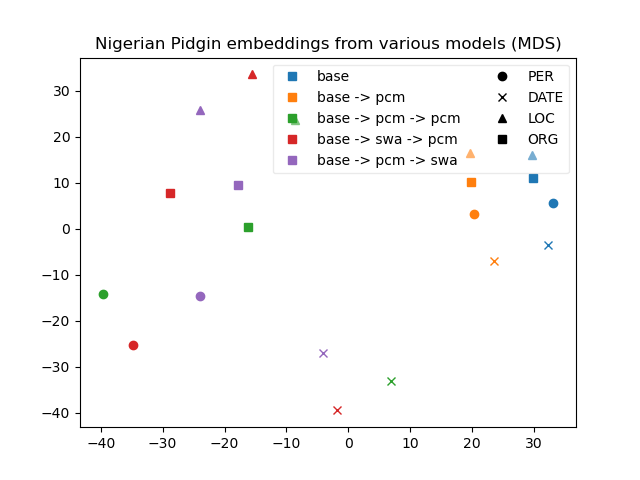 Nigerian Pidgin embeddings from various models (MDS)
base
base -> pcm
base -> pcm -> pcm
base -> swa -> pcm
base -> pcm -> swa
PER
DATE
LOC
ORG
30
20
10
0
−10
−20
−30
−40
−40
−30
−20
−10
0
10
20
30